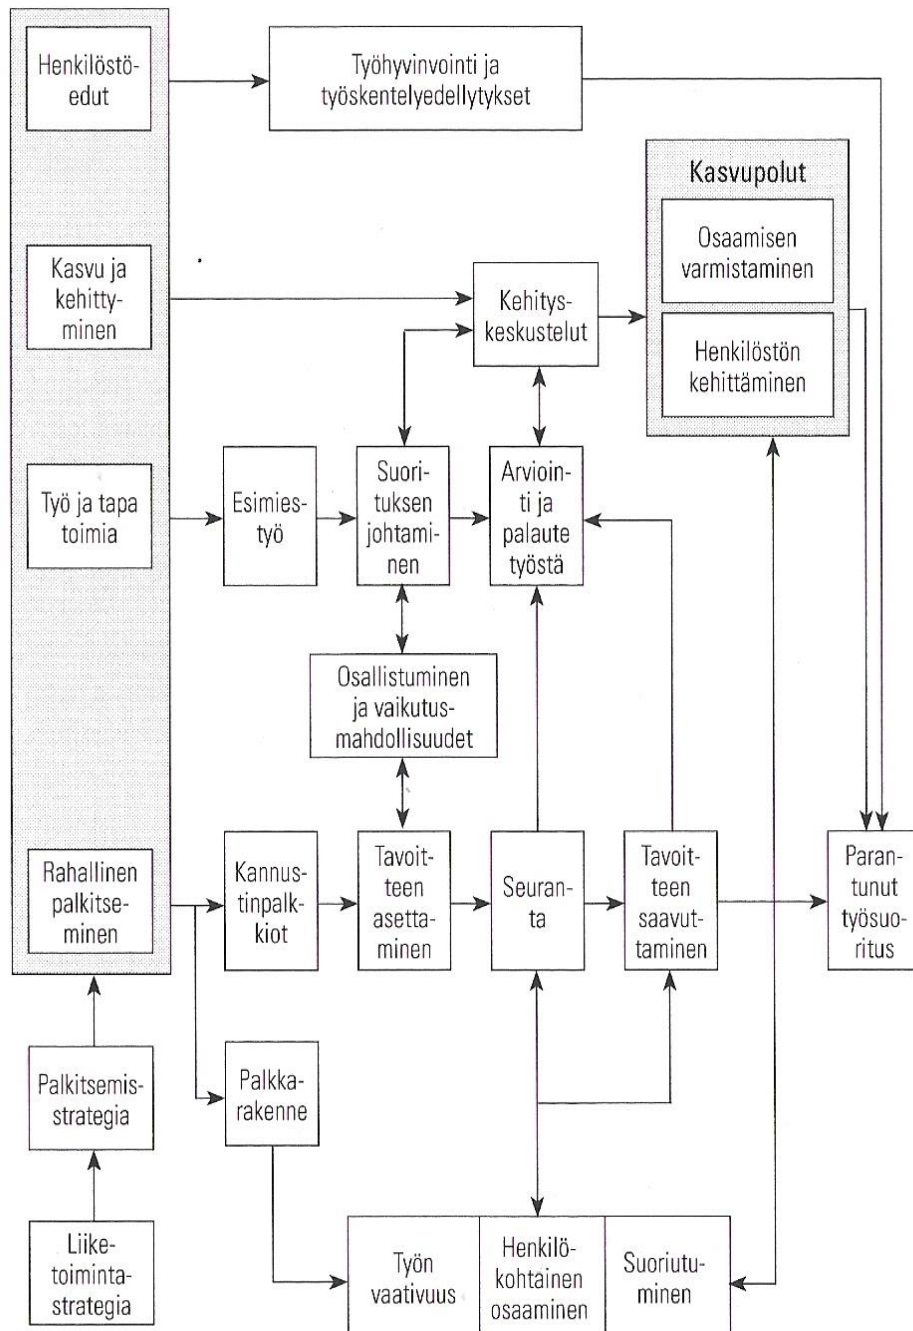 Henkilöstö-
edut
Työhyvinvointi ja
työskentelyedellytykset
Kasvupolut
Osaamisen
varmistaminen
Henkilöstön
kehittäminen
Kasvu ja
kehitty-
minen
Kehitys-
keskustelut
Työ ja tapa
toimia
Esimies-
työ
Suori-
tuksen
johtami-
nen
Arvioin-
ti ja
palaute
työstä
Osallistuminen
ja vaikutus-
mahdollisuudet
Rahallinen
palkitse-
minen
Kannus-
tinpalk-
kiot
Tavoit-
teen
asetta-
minen
Seuran-
ta
Tavoit-
teen
saavut-
taminen
Paran-
tunut
työsuo-
ritus
Palkitsemis-
strategia
Palkka-
rakenne
Liike-
toiminta-
strategia
Työn
vaativuus
Henkilö-
kohtainen
osaaminen
Suoriutu-
minen